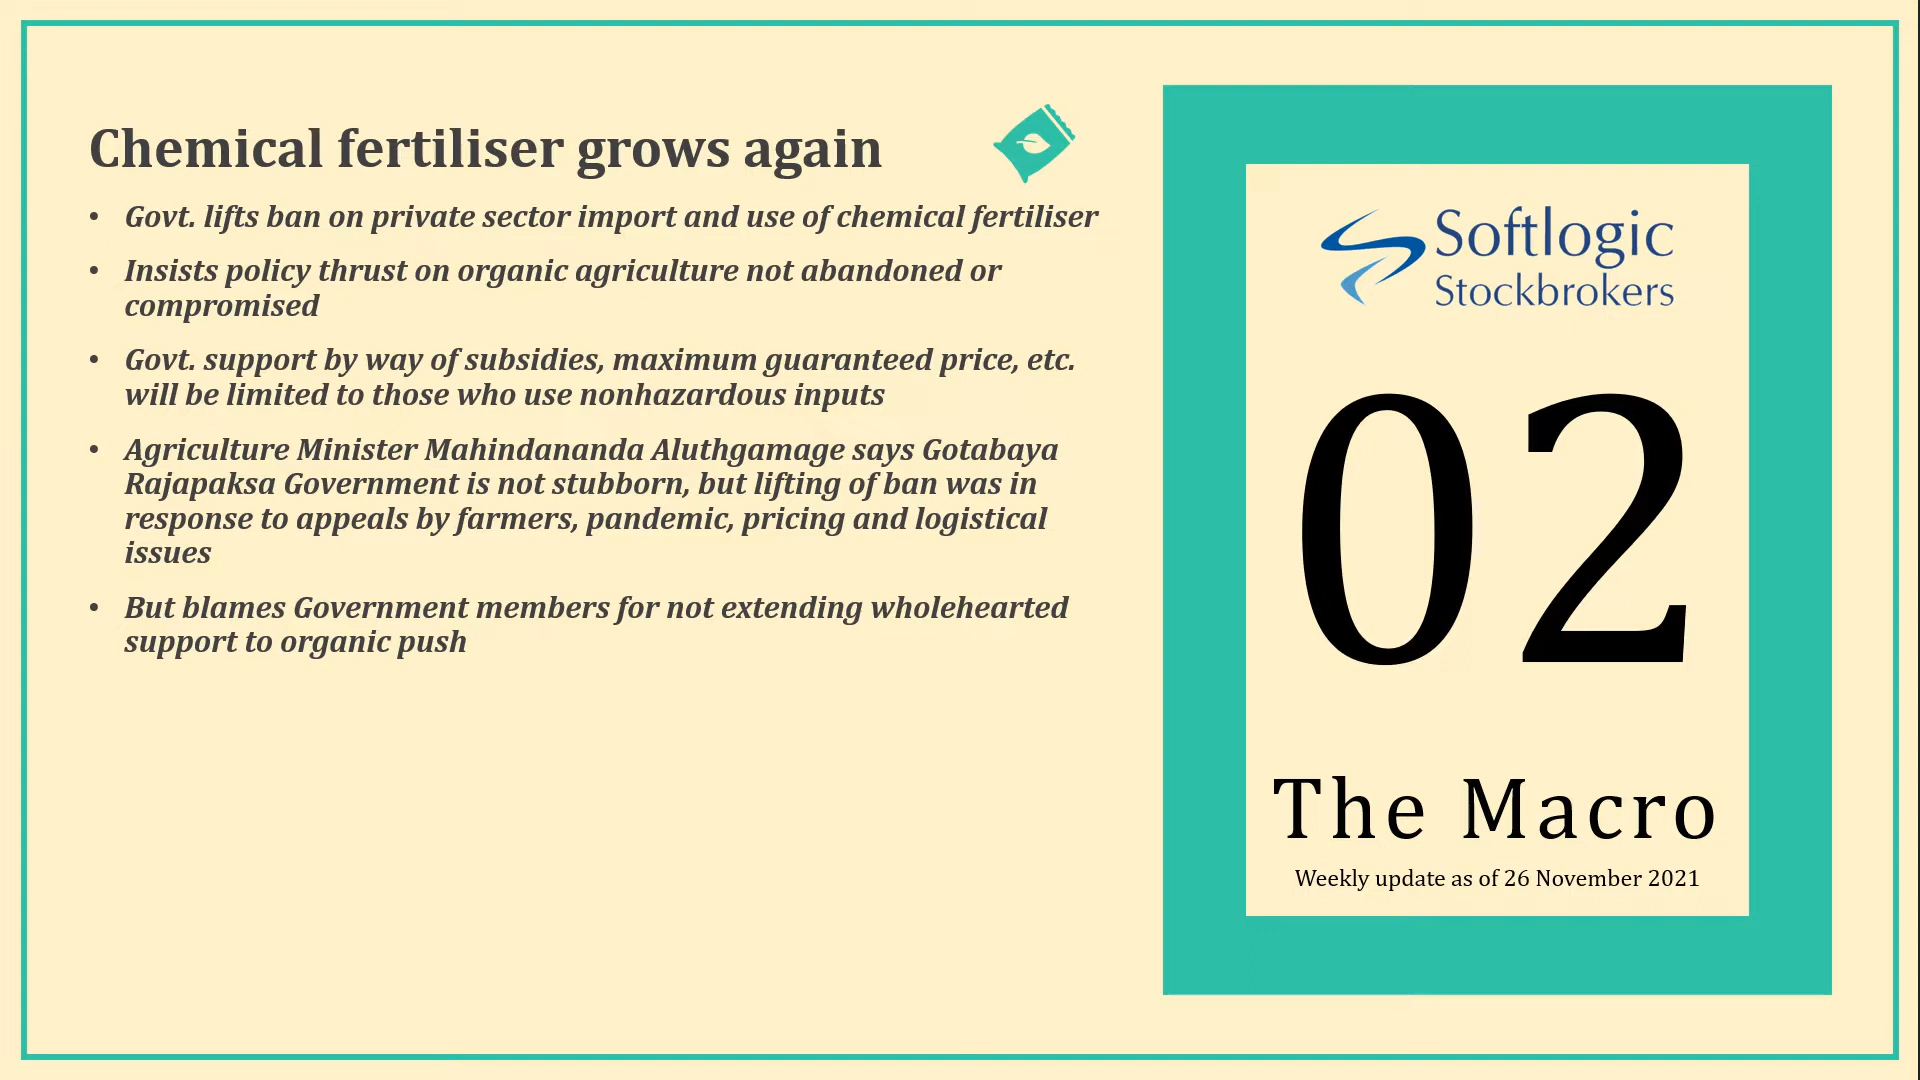 Chemical fertiliser grows again
• Govt. lifts ban on private sector import and use of chemical fertiliser
• Insists policy thrust on organic agriculture not abandoned or
compromised
• Govt. support by way of subsidies, maximum guaranteed price, etc.
will be limited to those who use nonhazardous inputs
• Agriculture Minister Mahindananda Aluthgamage says Gotabaya
Rajapaksa Government is not stubborn, but lifting of ban was in
response to appeals by farmers, pandemic, pricing and logistical
issues
• But blames Government members for not extending wholehearted
support to organic push
Softlogic
Stockbrokers
02
The Macro
Weekly update as of 26 November 2021